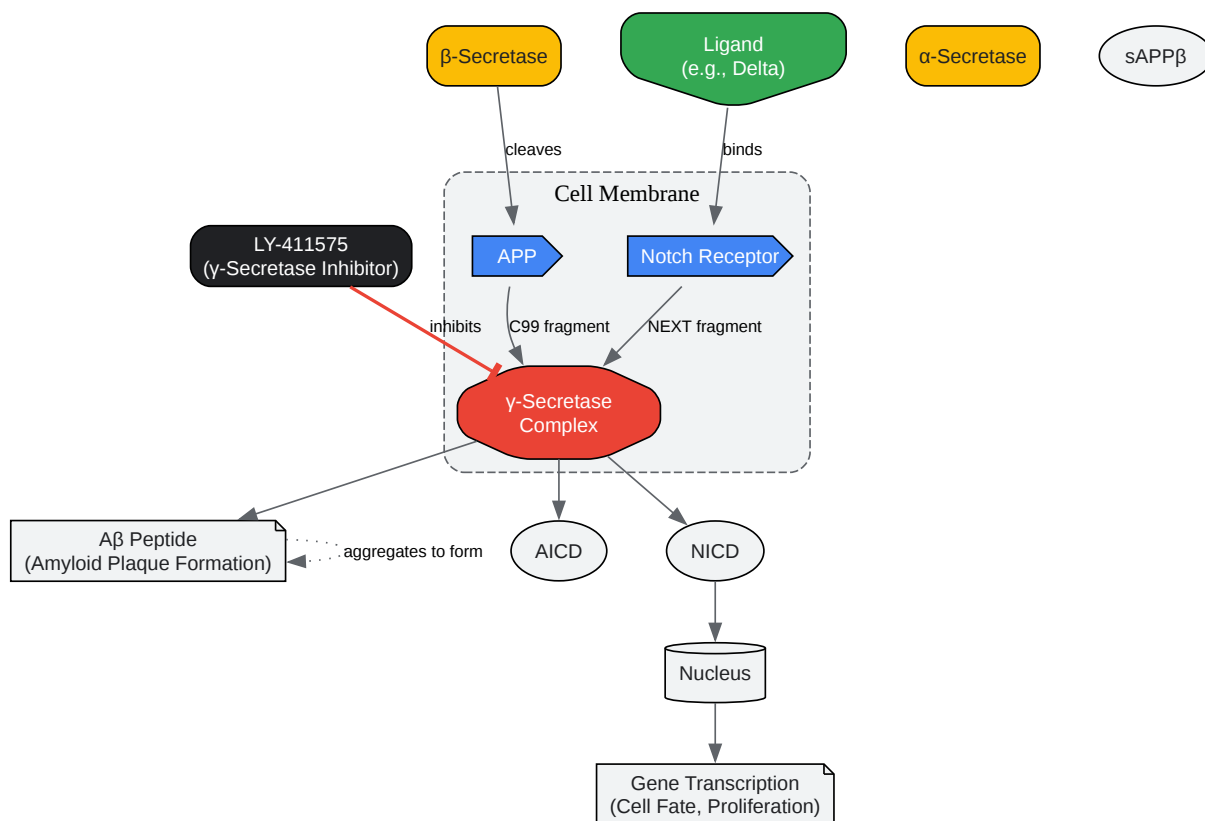 β-Secretase
Ligand
(e.g., Delta)
α-Secretase
sAPPβ
cleaves
binds
Cell Membrane
LY-411575
(γ-Secretase Inhibitor)
APP
Notch Receptor
inhibits
C99 fragment
NEXT fragment
γ-Secretase
Complex
Aβ Peptide
(Amyloid Plaque Formation)
aggregates to form
AICD
NICD
Nucleus
Gene Transcription
(Cell Fate, Proliferation)